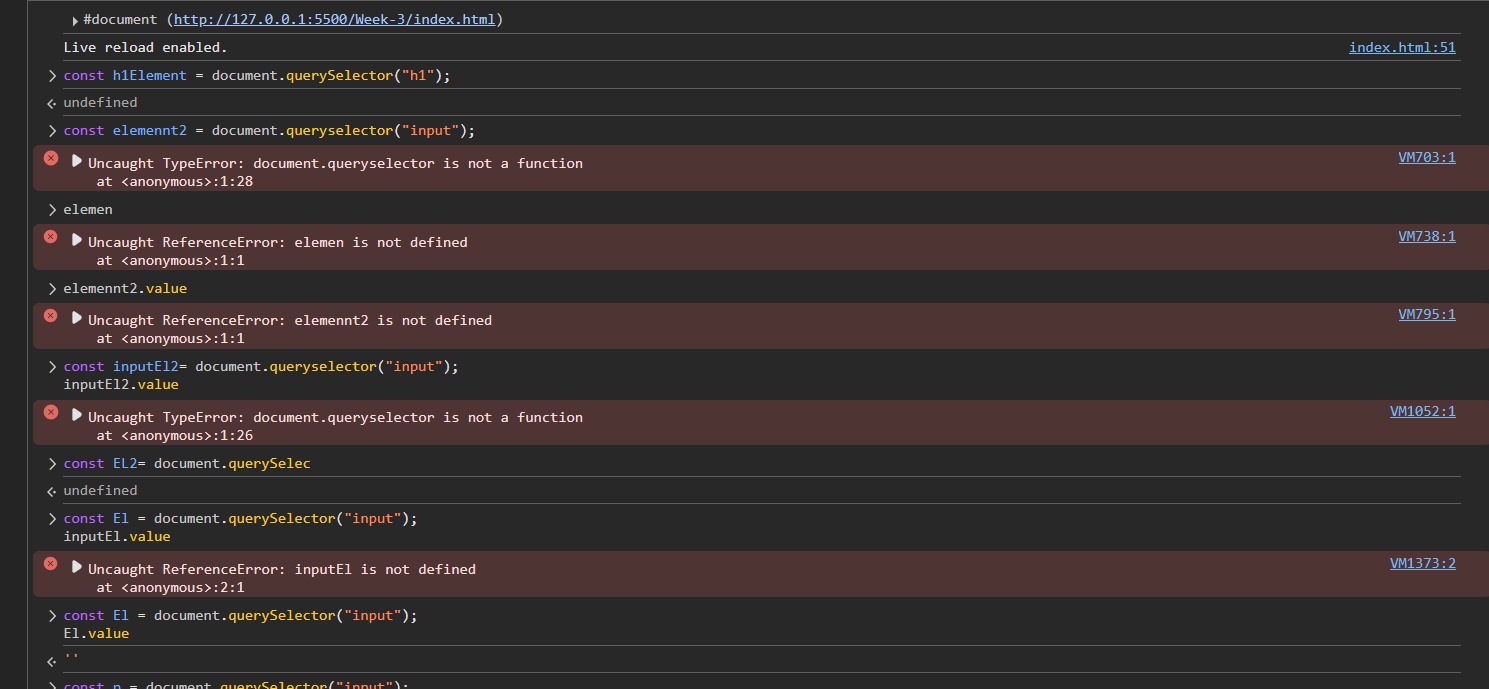 #document (http://127.0.0.1:5500/Week-3/index.html)
Live reload enabled. index.html:51
const h1Element = document.querySelector("h1");
undefined
const elemennt2 = document.queryselector("input");
Uncaught TypeError: document.queryselector is not a function VM703:1
at <anonymous>:1:28
elemen
Uncaught ReferenceError: elemen is not defined VM738:1
at <anonymous>:1:1
elemennt2.value
Uncaught ReferenceError: elemennt2 is not defined VM795:1
at <anonymous>:1:1
const inputEl2= document.queryselector("input");
inputEl2.value
Uncaught TypeError: document.queryselector is not a function VM1052:1
at <anonymous>:1:26
const EL2= document.querySelec
undefined
const El = document.querySelector("input");
inputEl.value
Uncaught ReferenceError: inputEl is not defined VM1373:2
at <anonymous>:2:1
const El = document.querySelector("input");
El.value
''
const n = document.querySelector("input");